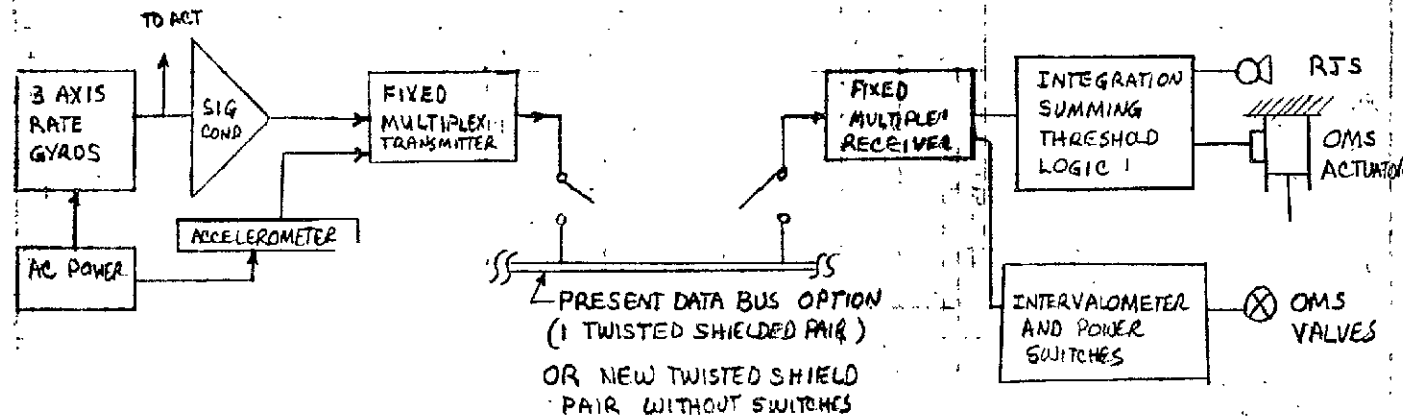 TO ACT
3 AXIS
RATE
GYROS
SIG
COND
FIXED
MULTIPLEX
TRANSMITTER
ACCELEROMETER
AC POWER
PRESENT DATA BUS OPTION
(1 TWISTED SHIELDED PAIR)
OR NEW TWISTED SHIELD
PAIR WITHOUT SWITCHES
FIXED
MULTIPLEX
RECEIVER
INTEGRATION
SUMMING
THRESHOLD
LOGIC
RJS
OMS
ACTUATOR
INTERVALOMETER
AND POWER
SWITCHES
OMS
VALVES